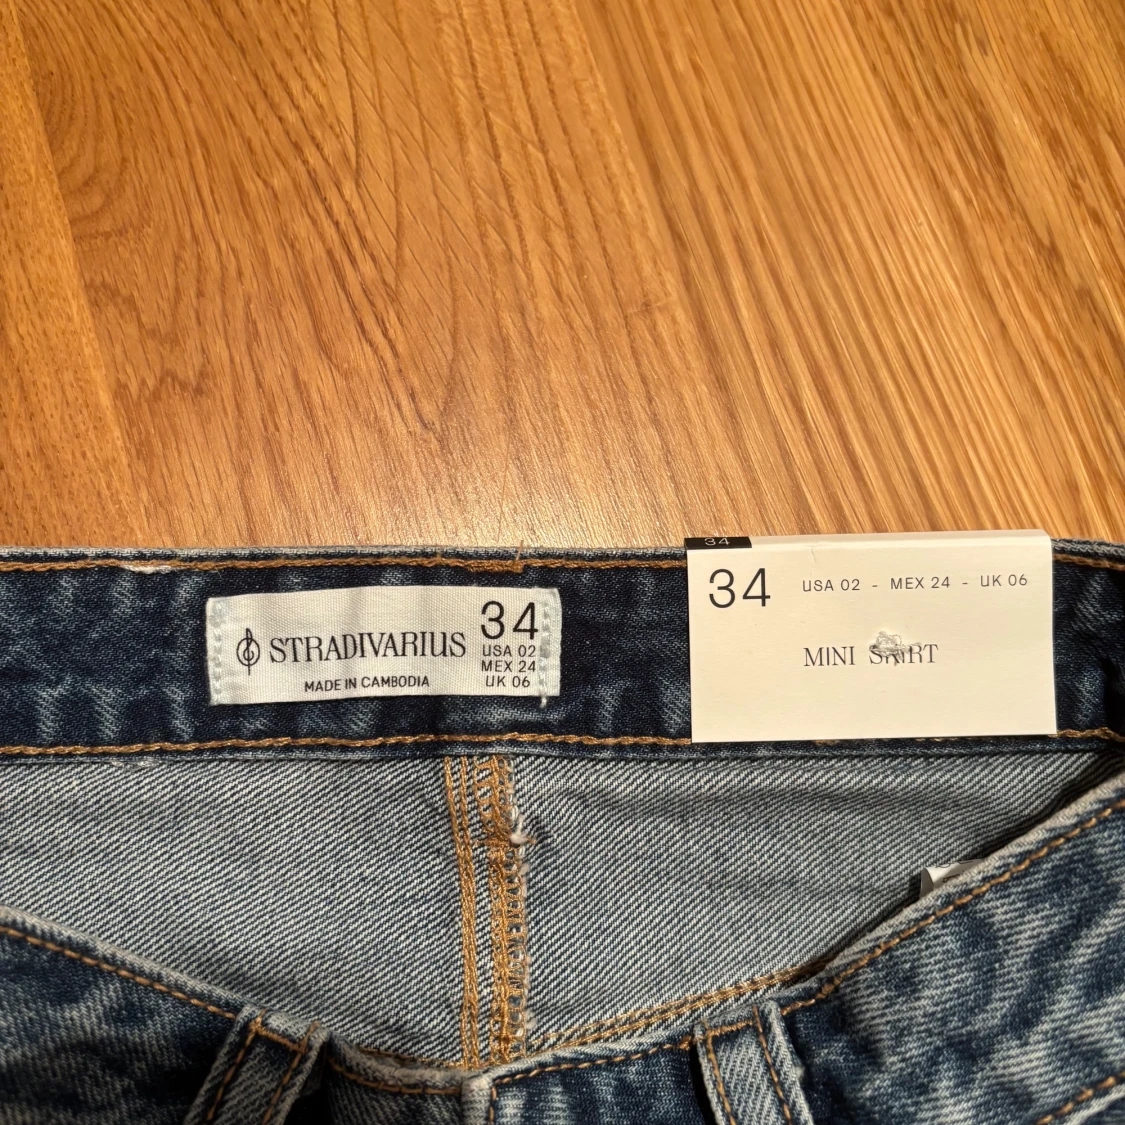 STRADIVARIUS
34
USA 02
MEX 24
UK 06
MADE IN CAMBODIA
34
34
USA 02 - MEX 24 - UK 06
MINI SKIRT